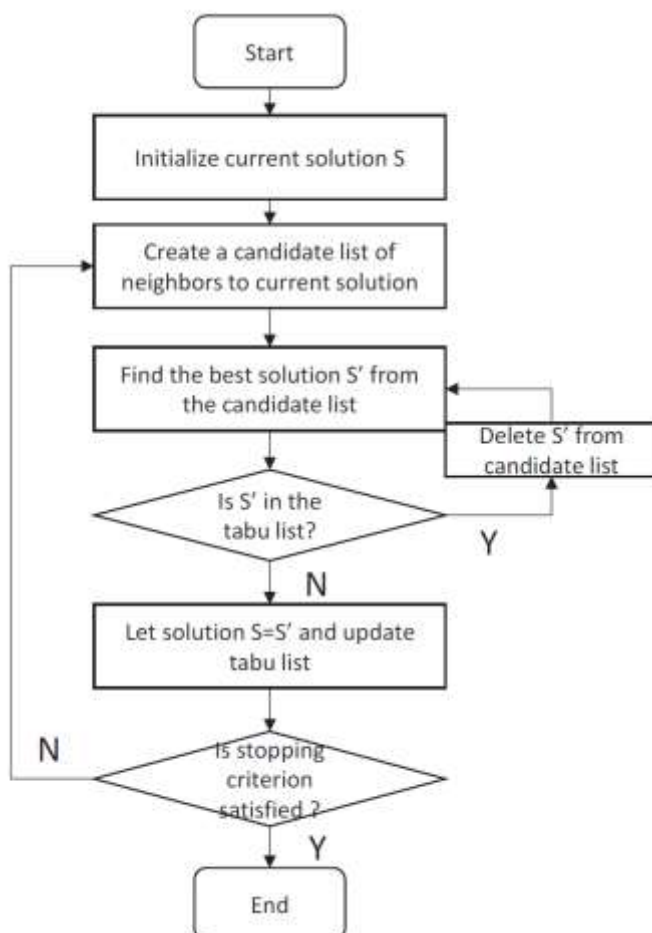 Start
Initialize current solution S
Create a candidate list of
neighbors to current solution
Find the best solution S’ from
the candidate list
Delete S’ from
candidate list
Is S’ in the
tabu list?
Y
N
Let solution S=S’ and update
tabu list
N
Is stopping
criterion
satisfied ?
Y
End